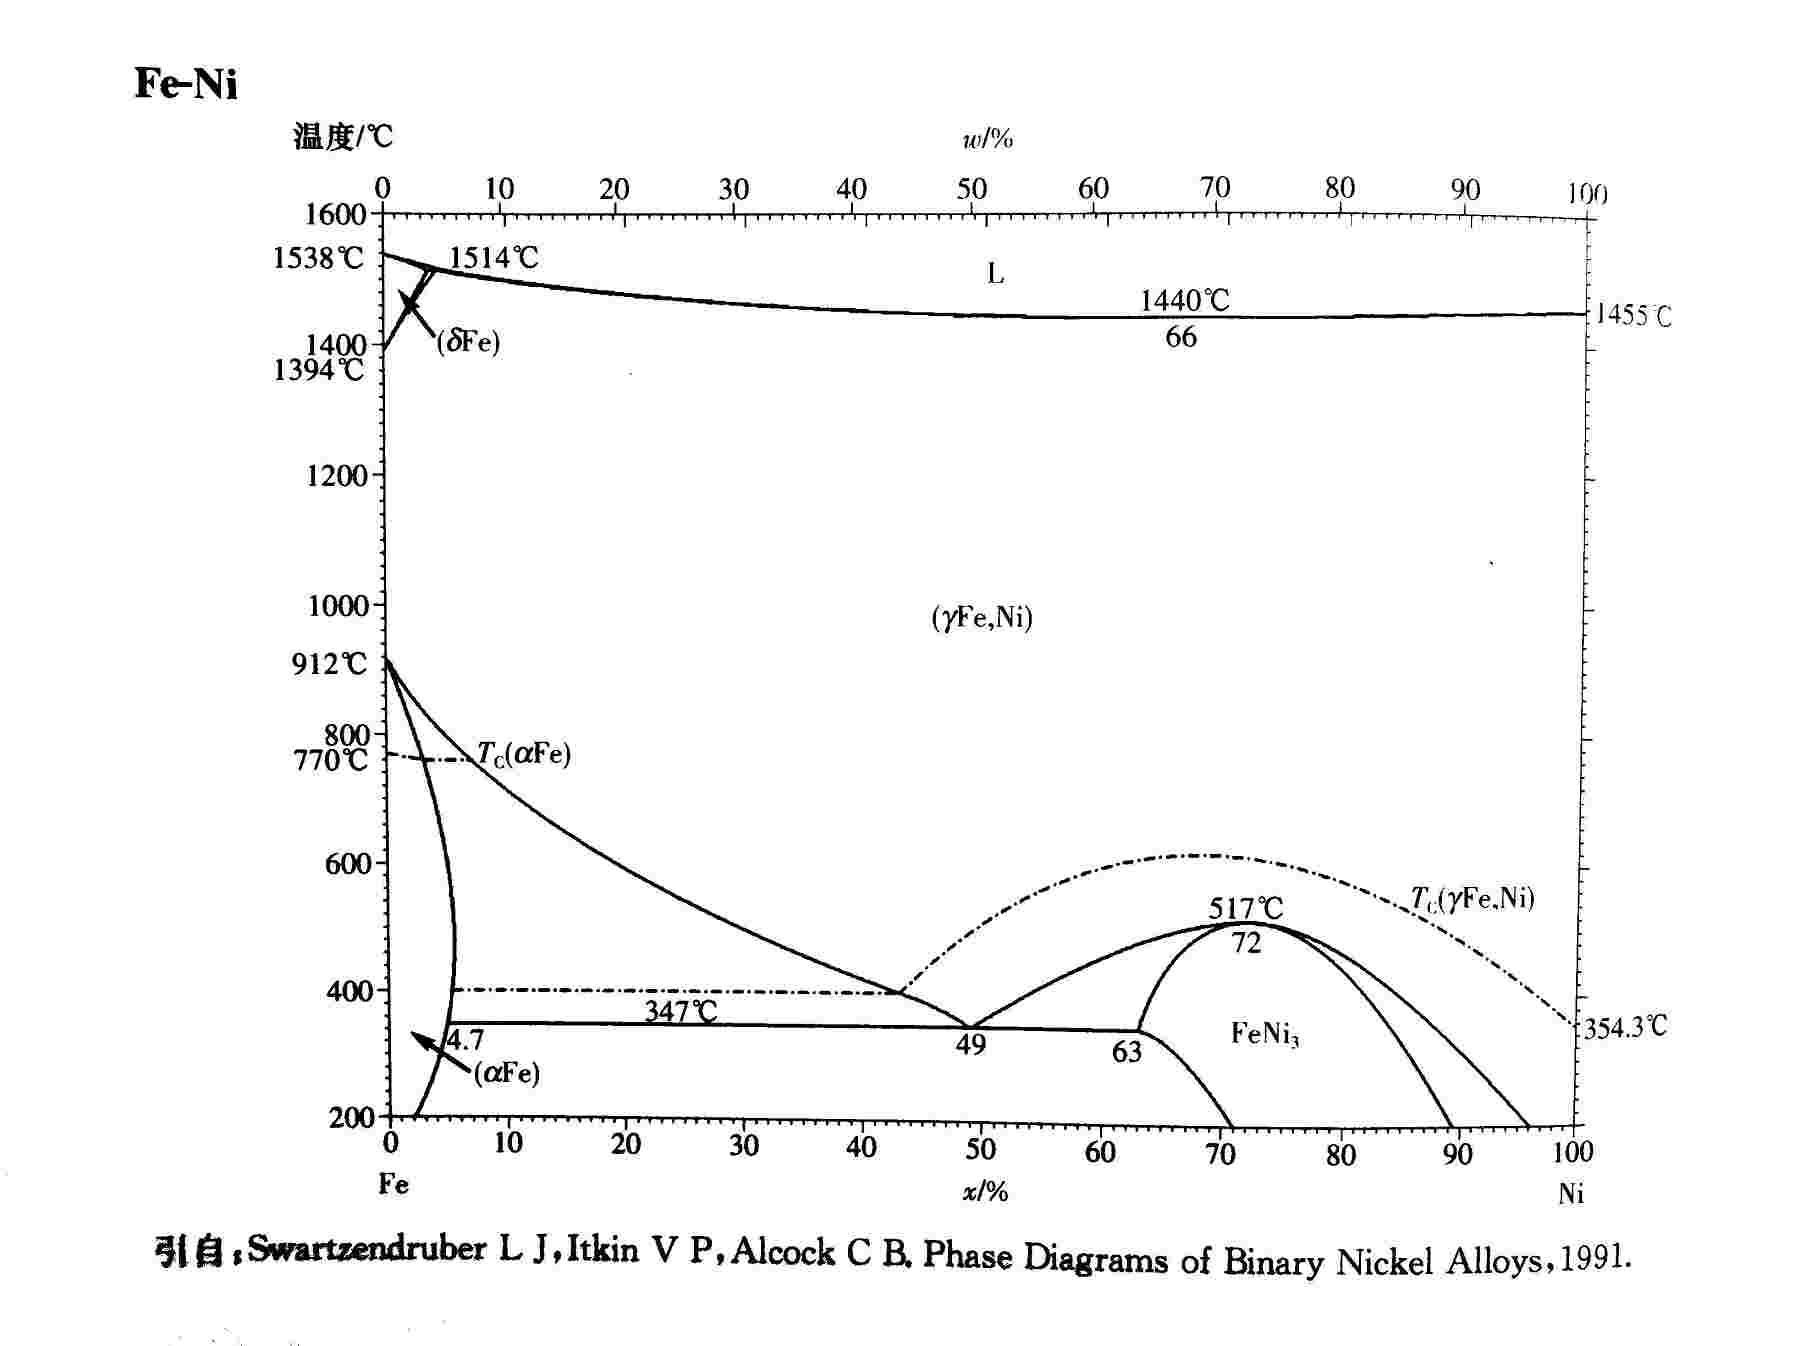 Fe-Ni
温度/℃
w/%
0 10 20 30 40 50 60 70 80 90 100
1600
1538℃
1514℃
L
1440℃
1455℃
66
1400
(δFe)
1394℃
1200
1000
(γFe,Ni)
912℃
800
770℃
Tc(αFe)
600
Tc(γFe,Ni)
517℃
72
400
347℃
354.3℃
4.7
49
63
FeNi₃
(αFe)
200
0 10 20 30 40 50 60 70 80 90 100
Fe
x/%
Ni
引自:Swartzendruber L J,Itkin V P,Alcock C B. Phase Diagrams of Binary Nickel Alloys,1991.